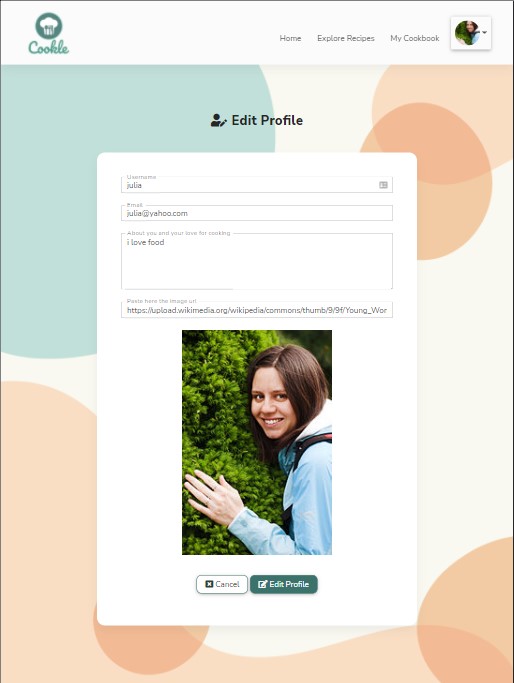 Cookle
Home Explore Recipes My Cookbook
Edit Profile
Username
julia
Email
julia@yahoo.com
About you and your love for cooking
i love food
Paste here the image url
https://upload.wikimedia.org/wikipedia/commons/thumb/9/9f/Young_Wor
Cancel Edit Profile